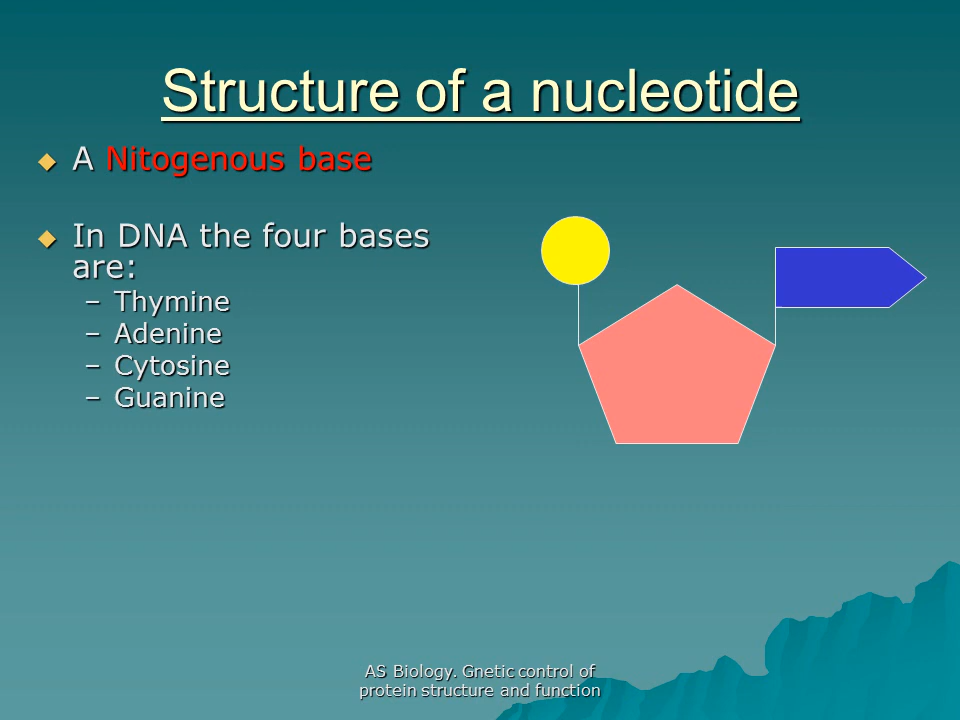 Structure of a nucleotide
◆ A Nitogenous base
◆ In DNA the four bases
are:
– Thymine
– Adenine
– Cytosine
– Guanine
AS Biology. Gnetic control of
protein structure and function